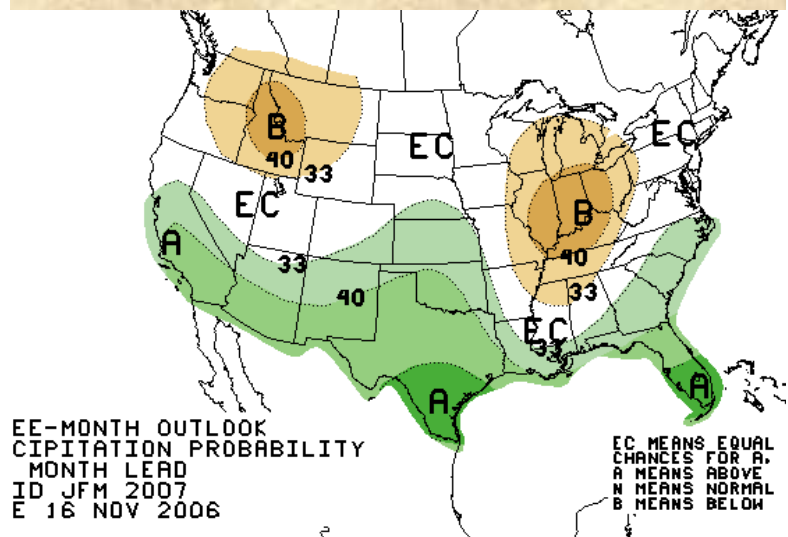 B
40
33
EC
EC
EC
B
40
33
A
33
40
EC
33
A
A
EE-MONTH OUTLOOK
CIPITATION PROBABILITY
MONTH LEAD
ID JFM 2007
E 16 NOV 2006
EC MEANS EQUAL
CHANCES FOR A,
A MEANS ABOVE
N MEANS NORMAL
B MEANS BELOW